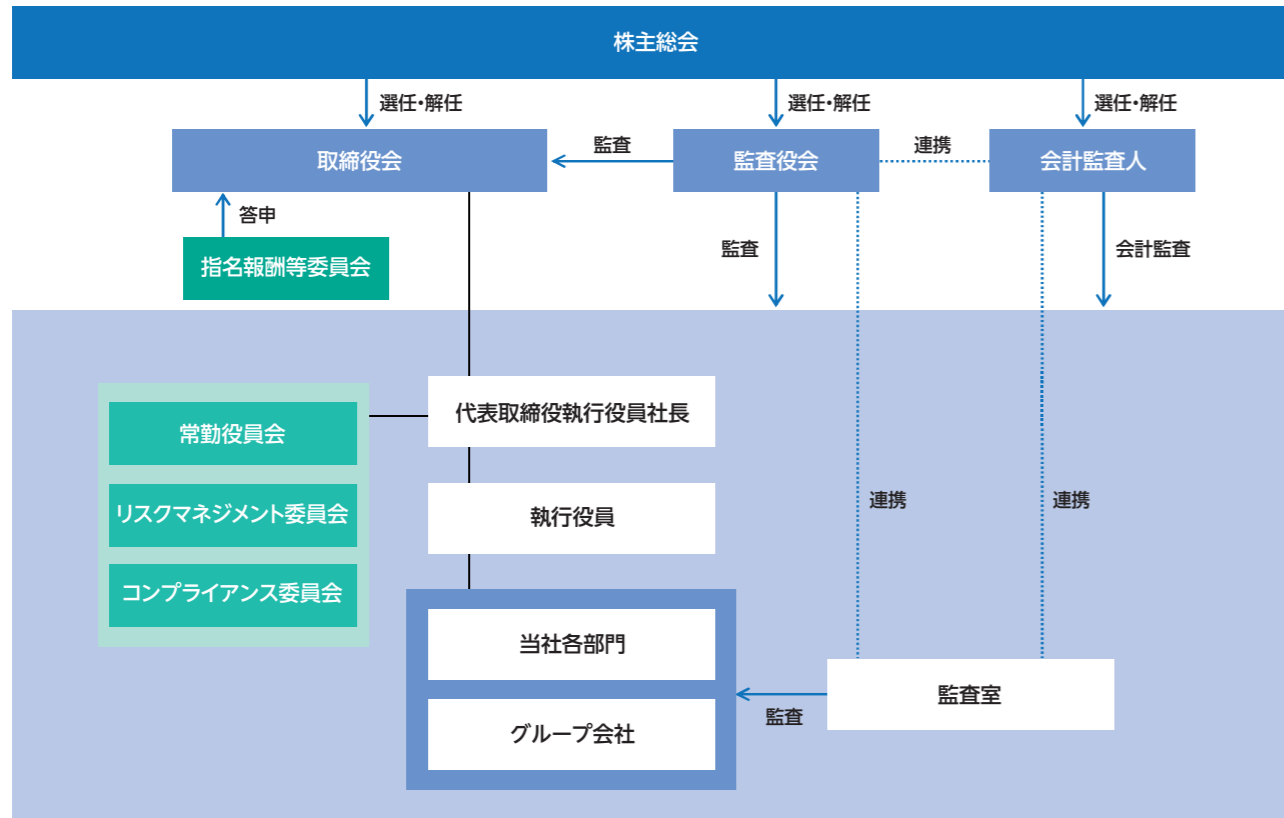 株主総会
選任・解任
選任・解任
選任・解任
取締役会
監査
監査役会
連携
会計監査人
答申
指名報酬等委員会
監査
会計監査
代表取締役執行役員社長
常勤役員会
リスクマネジメント委員会
執行役員
連携
連携
コンプライアンス委員会
当社各部門
監査室
監査
グループ会社